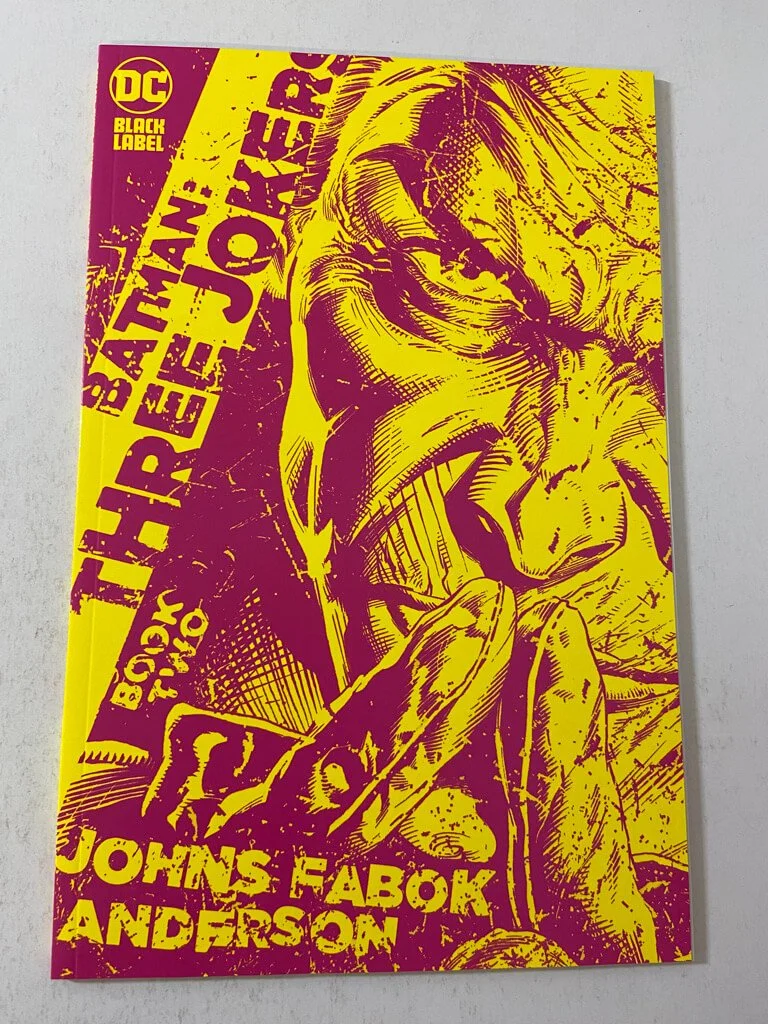 DC
BLACK
LABEL
BATMAN:
THREE JOKERS
BOOK
TWO
JOHNS FABOK
ANDERSON